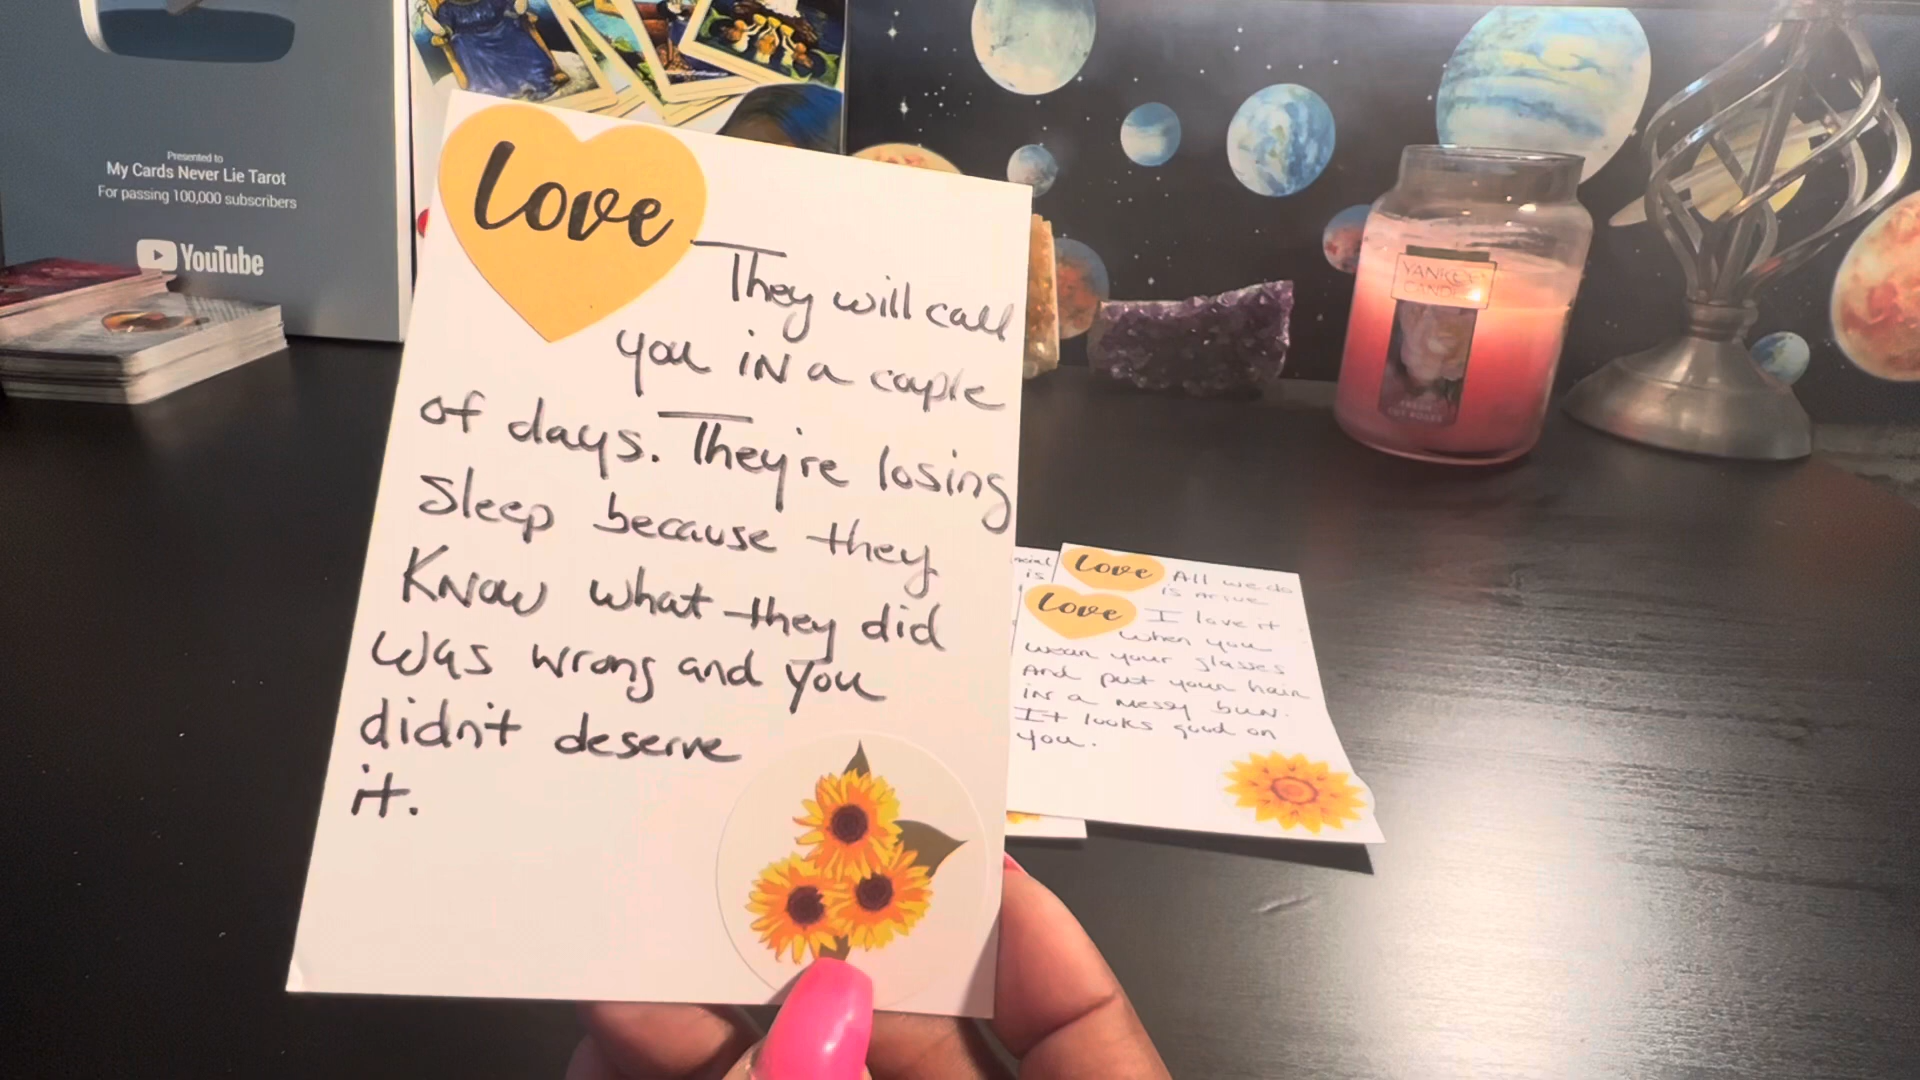 Presented to
My Cards Never Lie Tarot
For passing 100,000 subscribers
YouTube
Love
They will call
you in a couple
of days. They're losing
sleep because they
Know what they did
was wrong and you
didn't deserve
it.
YANKEE
CANDLE
is
Love All we do
is
Love I love it
when you
wear your glasses
and put your hair
in a messy bun.
It looks good on
you.